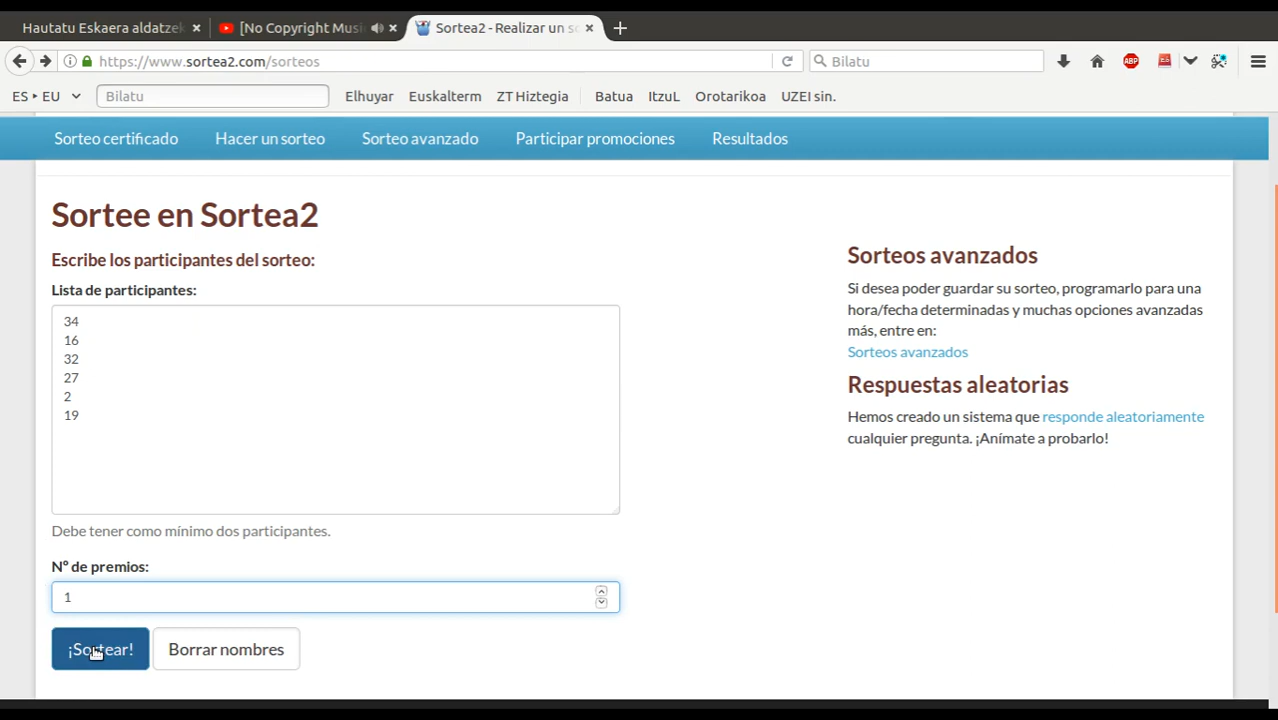 Hautatu Eskaera aldatzek
[No Copyright Musi
Sortea2 - Realizar un so
https://www.sortea2.com/sorteos
Bilatu
ABP
ES ▸ EU
Bilatu
Elhuyar
Euskalterm
ZT Hiztegia
Batua
ItzuL
Orotarikoa
UZEI sin.
Sorteo certificado
Hacer un sorteo
Sorteo avanzado
Participar promociones
Resultados
Sortee en Sortea2
Escribe los participantes del sorteo:
Lista de participantes:
34
16
32
27
2
19
Debe tener como mínimo dos participantes.
Nº de premios:
1
¡Sortear!
Borrar nombres
Sorteos avanzados
Si desea poder guardar su sorteo, programarlo para una
hora/fecha determinadas y muchas opciones avanzadas
más, entre en:
Sorteos avanzados
Respuestas aleatorias
Hemos creado un sistema que responde aleatoriamente
cualquier pregunta. ¡Anímate a probarlo!